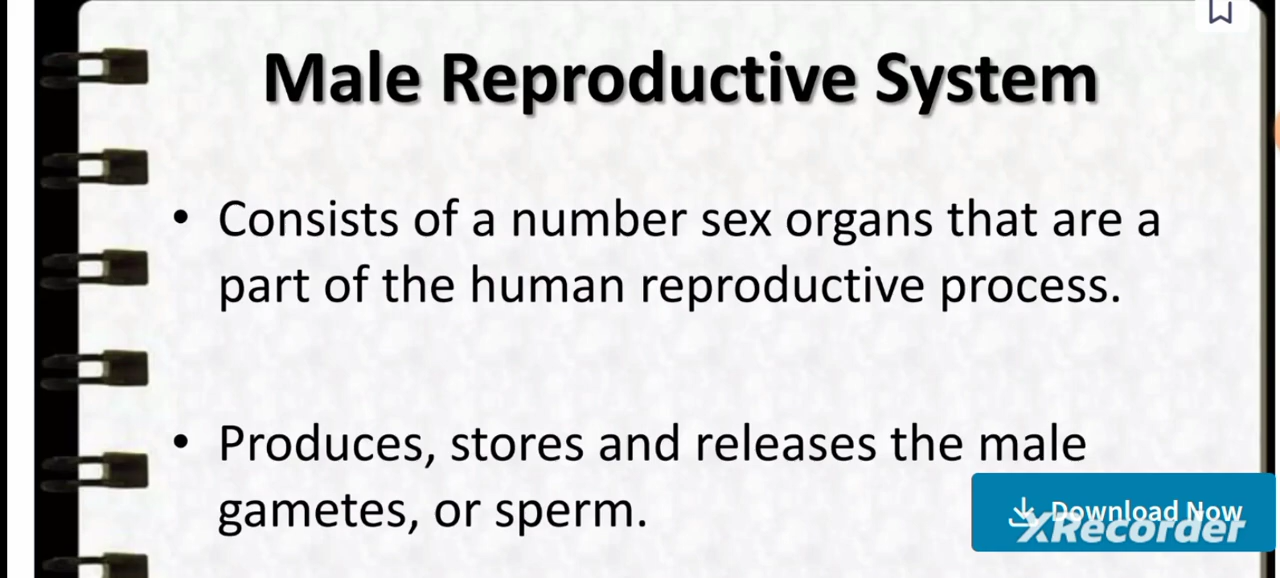 Male Reproductive System
• Consists of a number sex organs that are a
part of the human reproductive process.
• Produces, stores and releases the male
gametes, or sperm.
Download Now
XRecorder